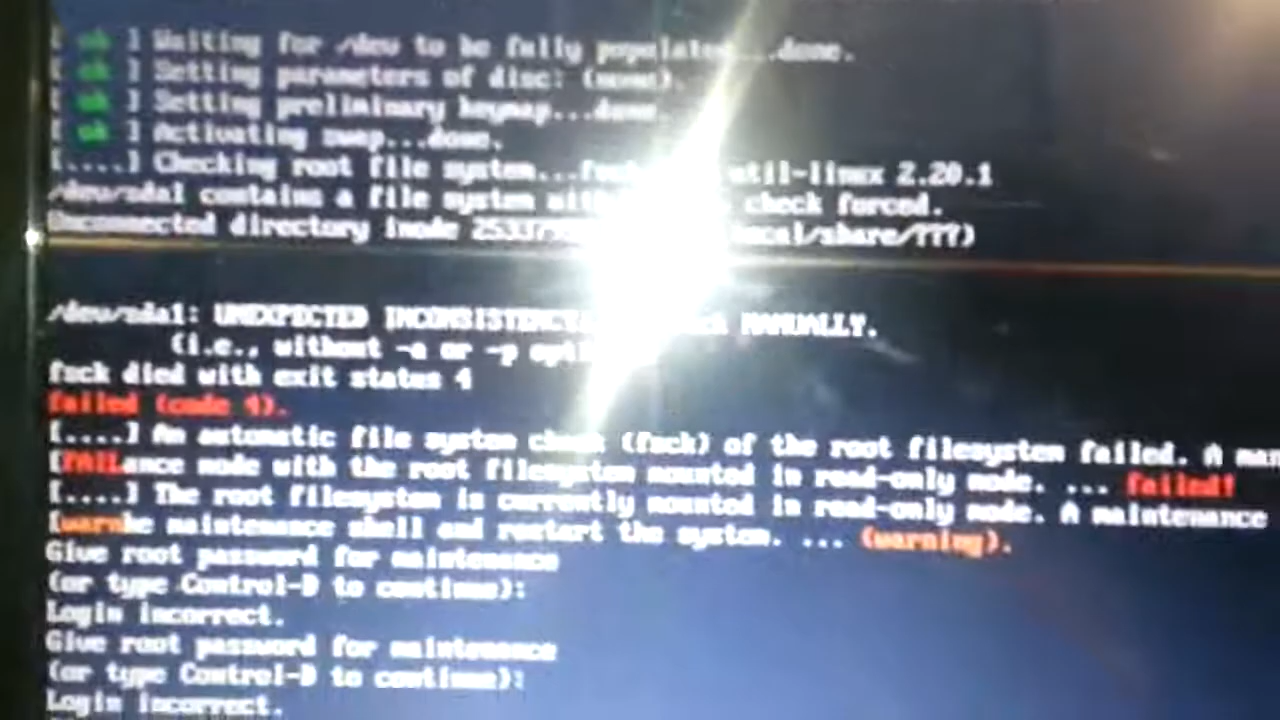 [ ok ] Waiting for /dev to be fully populated...done.
[ ok ] Setting parameters of disc: (none).
[ ok ] Setting preliminary keymap...done.
[ ok ] Activating swap...done.
[....] Checking root file system...fsck util-linux 2.20.1
/dev/sda1 contains a file system with check forced.
Unconnected directory inode /share/???)
/dev/sda1: UNEXPECTED INCONSISTENCY MANUALLY.
(i.e., without -a or -p
fsck died with exit status 4
failed (code 4).
[....] An automatic file system check (fsck) of the root filesystem failed. A man
[FAILance mode with the root filesystem mounted in read-only mode. ... failed!
[....] The root filesystem is currently mounted in read-only mode. A maintenance
[warnhe maintenance shell and restart the system. ... (warning).
Give root password for maintenance
(or type Control-D to continue):
Login incorrect.
Give root password for maintenance
(or type Control-D to continue):
Login incorrect.